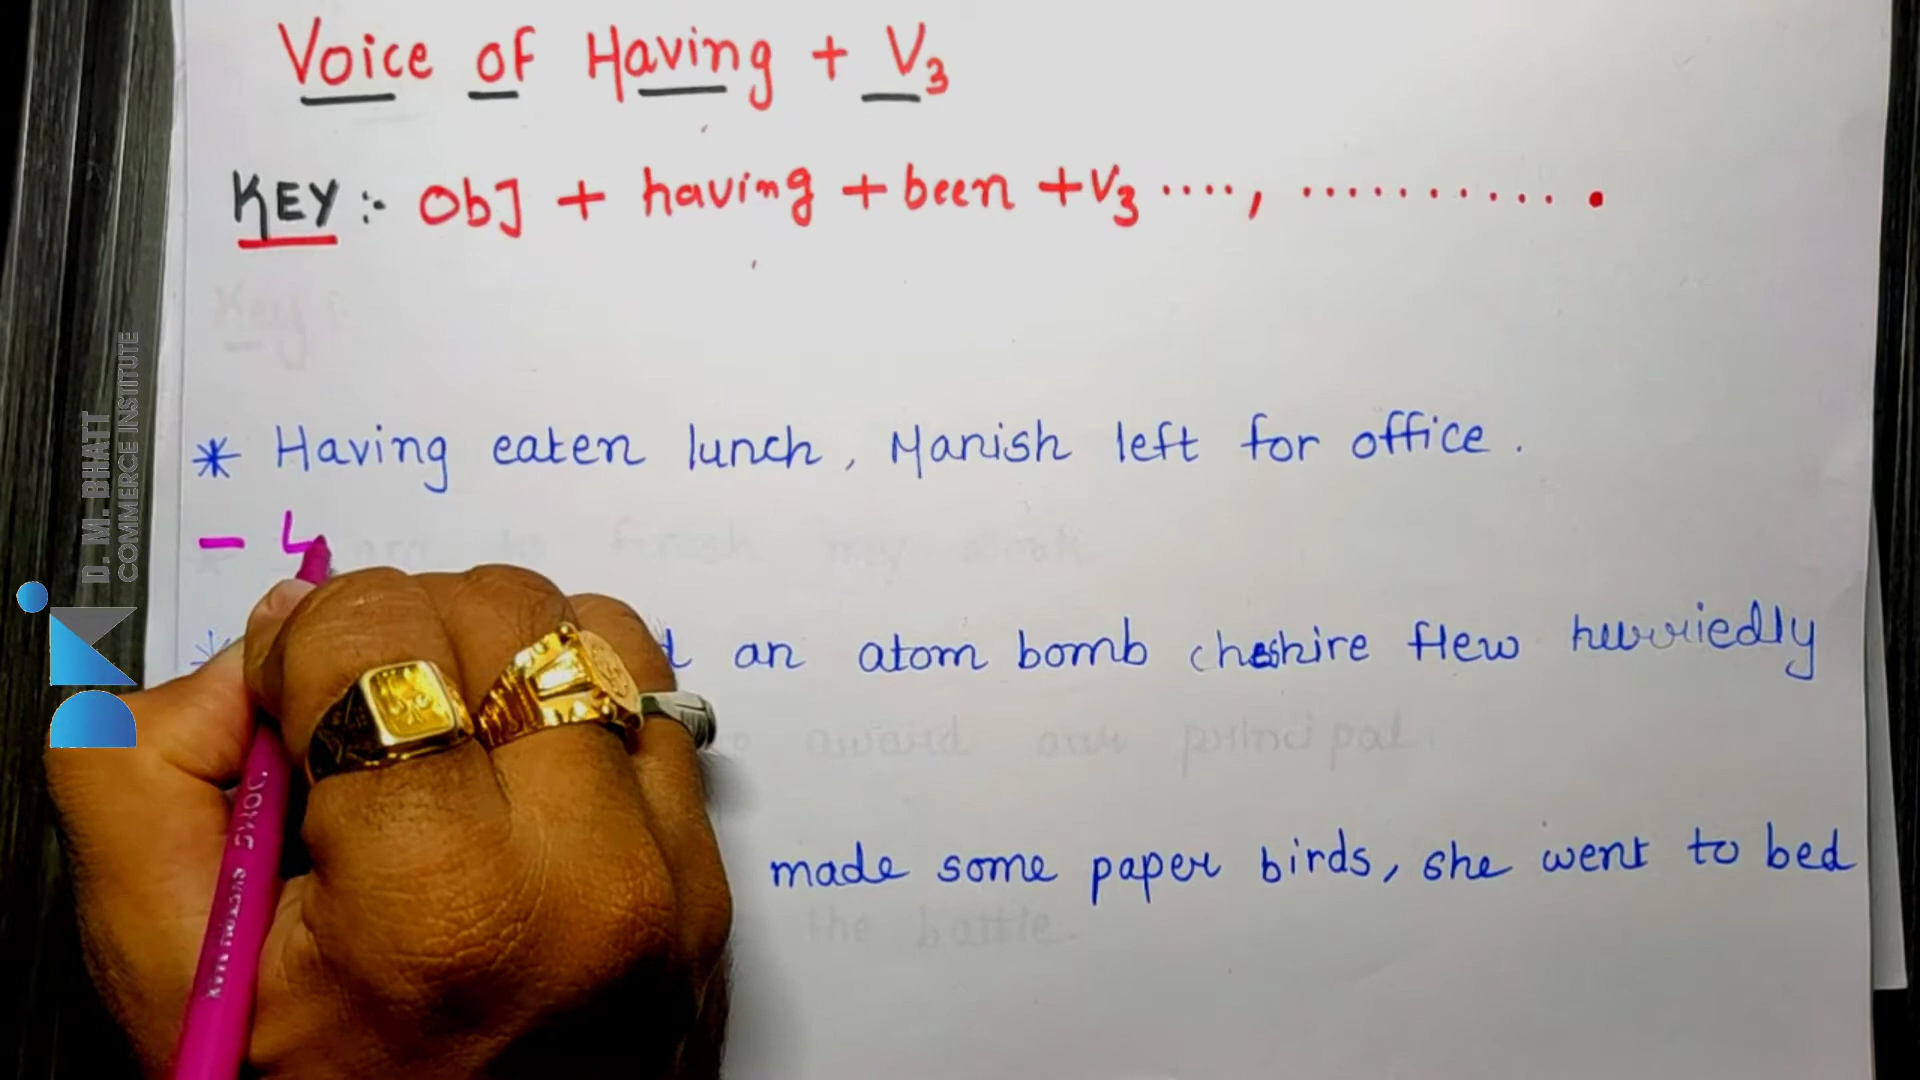 Voice of Having + V3
KEY :- Obj + having + been + V3 ...., .......... .
* Having eaten lunch, Manish left for office.
- L
an atom bomb cheshire flew hurriedly
made some paper birds, she went to bed
D. M. BHATT
COMMERCE INSTITUTE